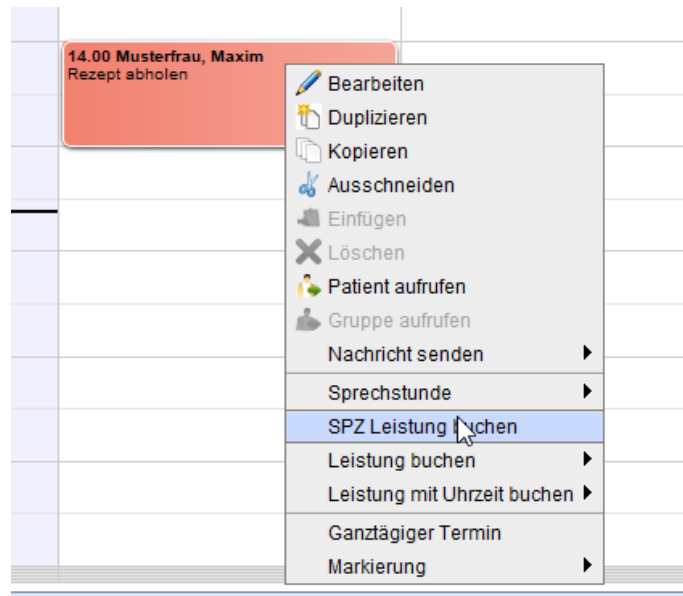 14.00 Musterfrau, Maxim
Rezept abholen
Bearbeiten
Duplizieren
Kopieren
Ausschneiden
Einfügen
Löschen
Patient aufrufen
Gruppe aufrufen
Nachricht senden
Sprechstunde
SPZ Leistung buchen
Leistung buchen
Leistung mit Uhrzeit buchen
Ganztägiger Termin
Markierung